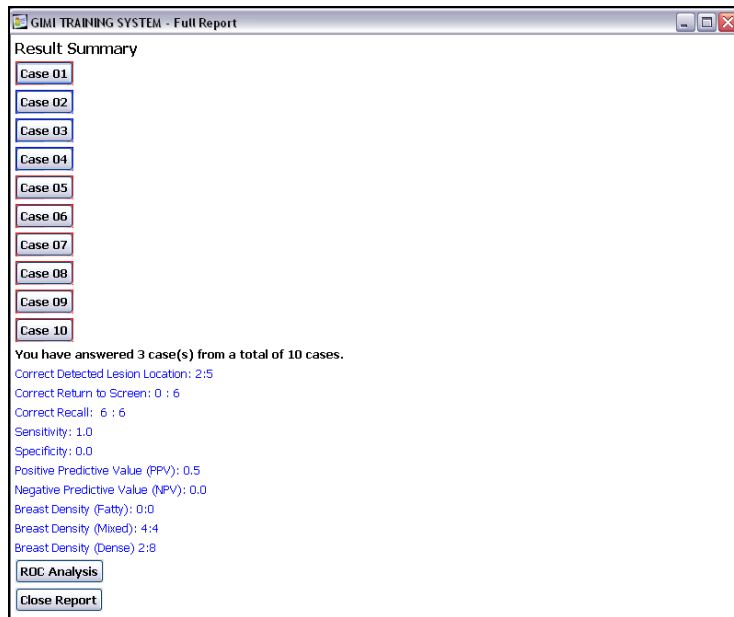 GIMI TRAINING SYSTEM - Full Report
Result Summary
Case 01
Case 02
Case 03
Case 04
Case 05
Case 06
Case 07
Case 08
Case 09
Case 10
You have answered 3 case(s) from a total of 10 cases.
Correct Detected Lesion Location: 2:5
Correct Return to Screen: 0 : 6
Correct Recall: 6 : 6
Sensitivity: 1.0
Specificity: 0.0
Positive Predictive Value (PPV): 0.5
Negative Predictive Value (NPV): 0.0
Breast Density (Fatty): 0:0
Breast Density (Mixed): 4:4
Breast Density (Dense) 2:8
ROC Analysis
Close Report